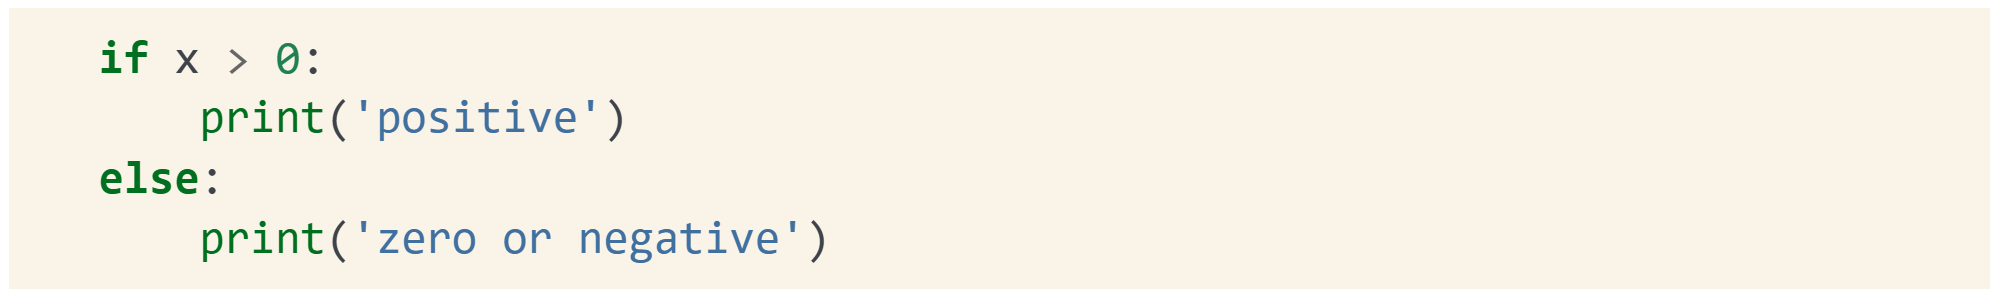 if x > 0:
    print('positive')
else:
    print('zero or negative')